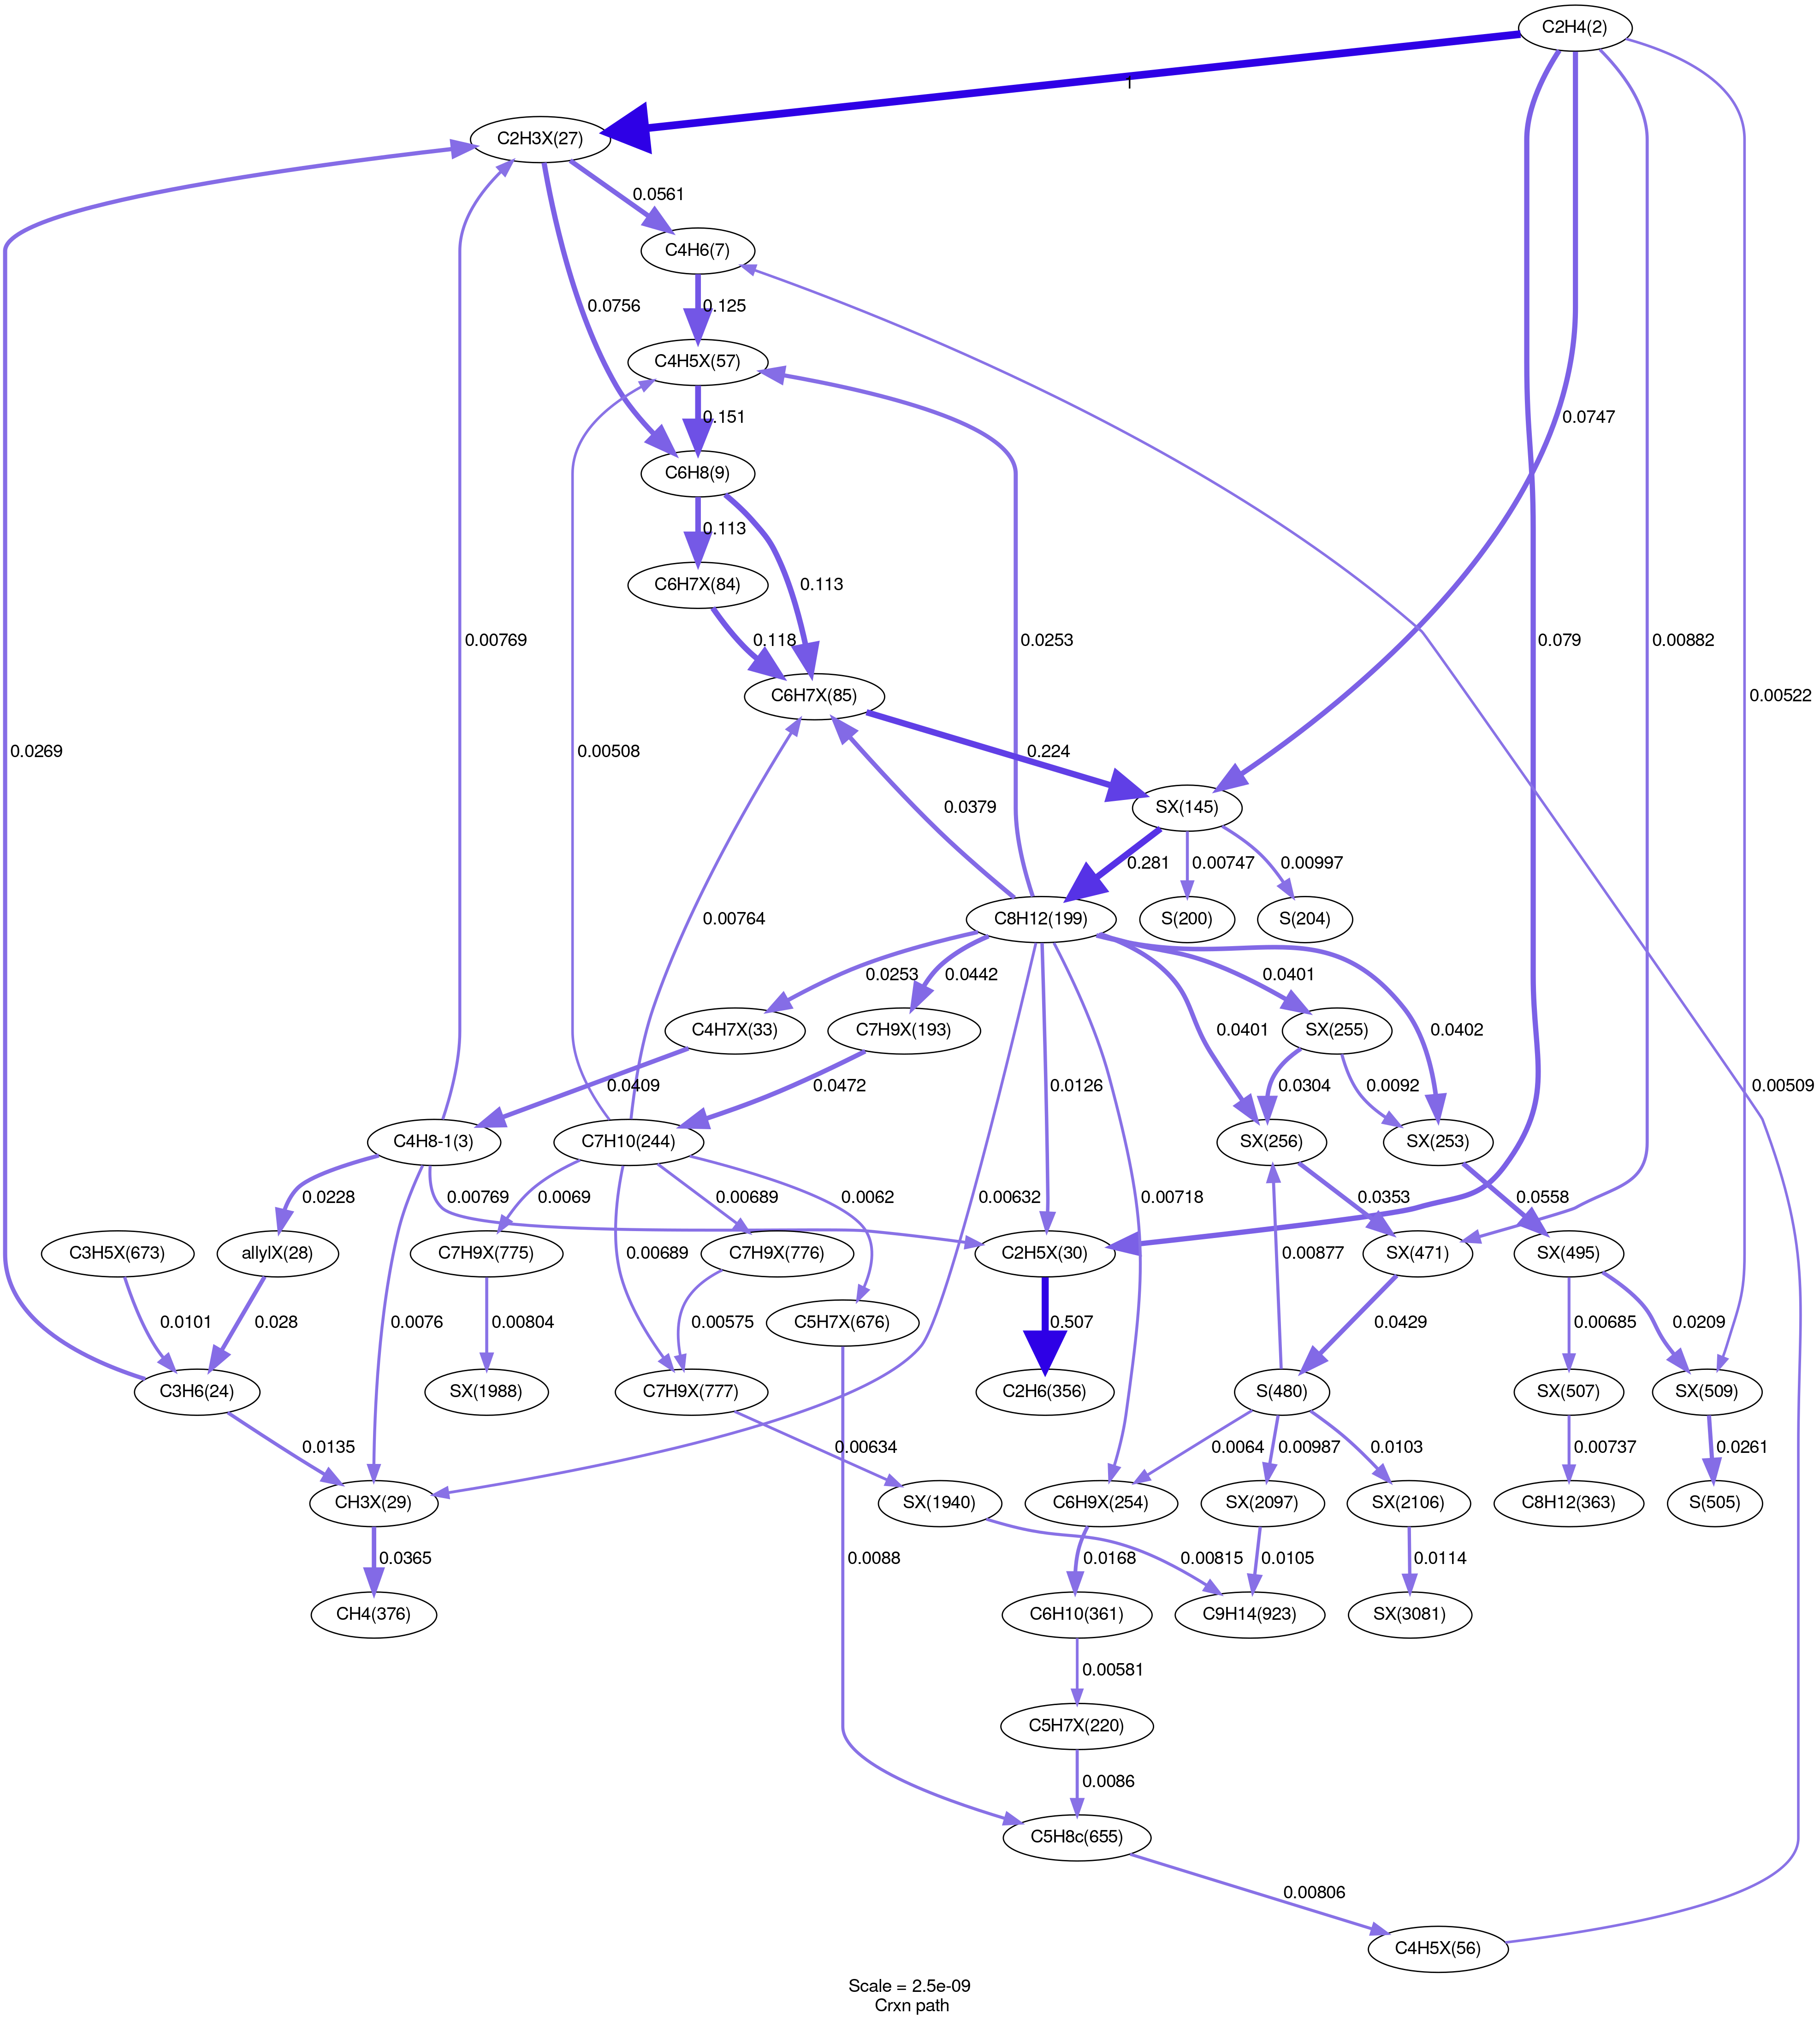 C2H4(2)
1
C2H3X(27)
0.0561
C4H6(7)
0.0756
0.125
C4H5X(57)
0.151
0.0747
C6H8(9)
0.113
C6H7X(84)
0.113
0.118
0.00769
0.0253
0.079
0.00882
C6H7X(85)
0.00522
0.0269
0.00508
0.224
SX(145)
0.0379
0.281
0.00747
0.00997
C8H12(199)
S(200)
S(204)
0.00764
0.0253
0.0442
0.0401
C4H7X(33)
C7H9X(193)
SX(255)
0.0401
0.0402
0.0409
0.0472
0.0126
0.0304
0.0092
0.00509
C4H8-1(3)
C7H10(244)
SX(256)
SX(253)
0.0228
0.00769
0.0069
0.00689
0.0062
0.00632
0.00718
0.0353
0.0558
C3H5X(673)
allylX(28)
C7H9X(775)
0.00689
C7H9X(776)
C2H5X(30)
0.00877
SX(471)
SX(495)
0.0101
0.028
0.0076
0.00804
0.00575
C5H7X(676)
0.507
0.0429
0.00685
0.0209
C3H6(24)
SX(1988)
C7H9X(777)
C2H6(356)
S(480)
SX(507)
SX(509)
0.0135
0.00634
0.0064
0.00987
0.0103
0.00737
0.0261
CH3X(29)
SX(1940)
C6H9X(254)
SX(2097)
SX(2106)
C8H12(363)
S(505)
0.0365
0.0088
0.0168
0.00815
0.0105
0.0114
CH4(376)
C6H10(361)
C9H14(923)
SX(3081)
0.00581
C5H7X(220)
0.0086
C5H8c(655)
0.00806
C4H5X(56)
Scale = 2.5e-09
Crxn path